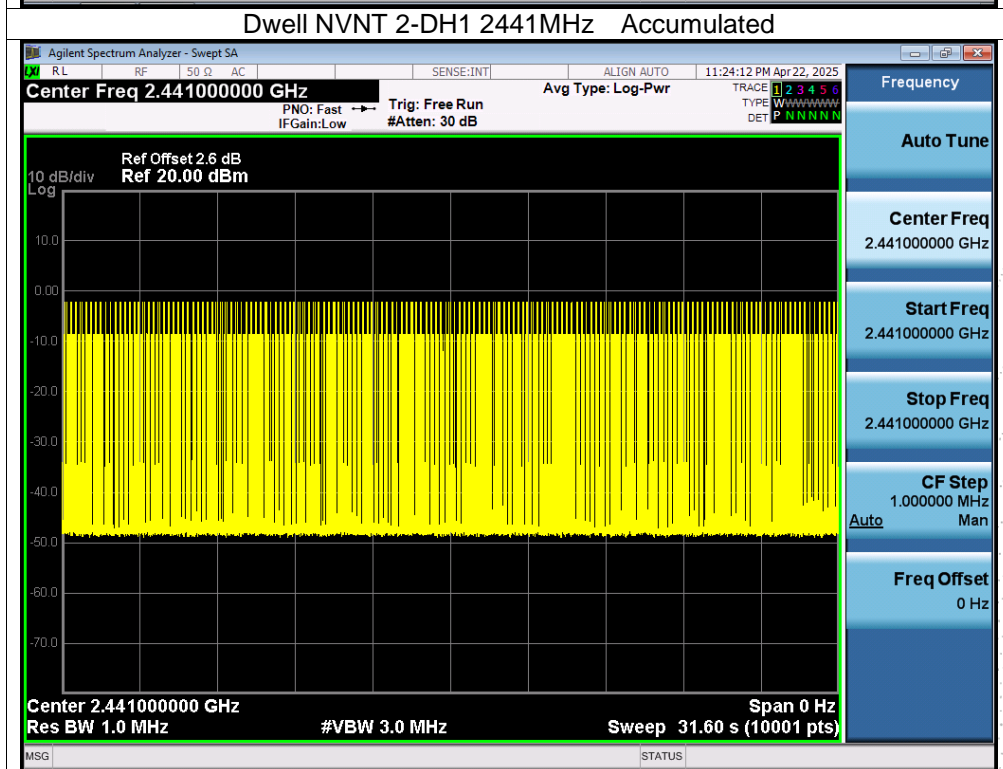 Dwell NVNT 2-DH1 2441MHz Accumulated
Agilent Spectrum Analyzer - Swept SA
LXI RL RF 50 Ω AC SENSE:INT ALIGN AUTO 11:24:12 PM Apr 22, 2025
Center Freq 2.441000000 GHz
PNO: Fast
IFGain:Low
Trig: Free Run
#Atten: 30 dB
Avg Type: Log-Pwr
TRACE 1 2 3 4 5 6
TYPE WWWWWWW
DET P N N N N N
Ref Offset 2.6 dB
10 dB/div Ref 20.00 dBm
Log
10.0
0.00
-10.0
-20.0
-30.0
-40.0
-50.0
-60.0
-70.0
Center 2.441000000 GHz Span 0 Hz
Res BW 1.0 MHz #VBW 3.0 MHz Sweep 31.60 s (10001 pts)
MSG STATUS
Frequency
Auto Tune
Center Freq
2.441000000 GHz
Start Freq
2.441000000 GHz
Stop Freq
2.441000000 GHz
CF Step
1.000000 MHz
Auto Man
Freq Offset
0 Hz